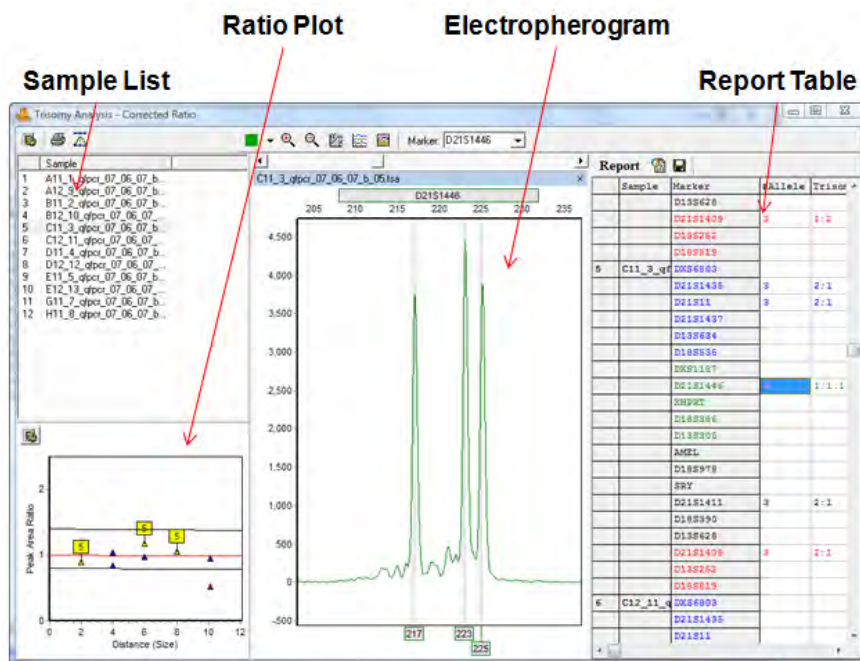 Ratio Plot Electropherogram
Sample List Report Table
Trisomy Analysis - Corrected Ratio
Marker: D21S1446
Sample
1 A11_1_qfpcr_07_06_07_b...
2 A12_9_qfpcr_07_06_07_b...
3 B11_2_qfpcr_07_06_07_b...
4 B12_10_qfpcr_07_06_07_...
5 C11_3_qfpcr_07_06_07_b...
6 C12_11_qfpcr_07_06_07_...
7 D11_4_qfpcr_07_06_07_b...
8 D12_12_qfpcr_07_06_07_...
9 E11_5_qfpcr_07_06_07_b...
10 E12_13_qfpcr_07_06_07_...
11 G11_7_qfpcr_07_06_07_b...
12 H11_8_qfpcr_07_06_07_b...
Peak Area Ratio
2
1
0
5 5 5
0 2 4 6 8 10 12
Distance (Size)
C11_3_qfpcr_07_06_07_b_05.fsa ×
D21S1446
205 210 215 220 225 230 235
4,500
4,000
3,500
3,000
2,500
2,000
1,500
1,000
500
0
-500
217 223
225
Report
Sample Marker #Allele Trisom
D13S628
D21S1409 3 1:2
D13S262
D18S819
5 C11_3_qf DXS6803
D21S1435 3 2:1
D21S11 3 2:1
D21S1437
D13S634
D18S535
DXS1187
D21S1446 1:1:1
XHPRT
D18S386
D13S305
AMEL
D18S978
SRY
D21S1411 3 2:1
D18S390
D13S628
D21S1409 3 2:1
D13S262
D18S819
6 C12_11_q DXS6803
D21S1435
D21S11